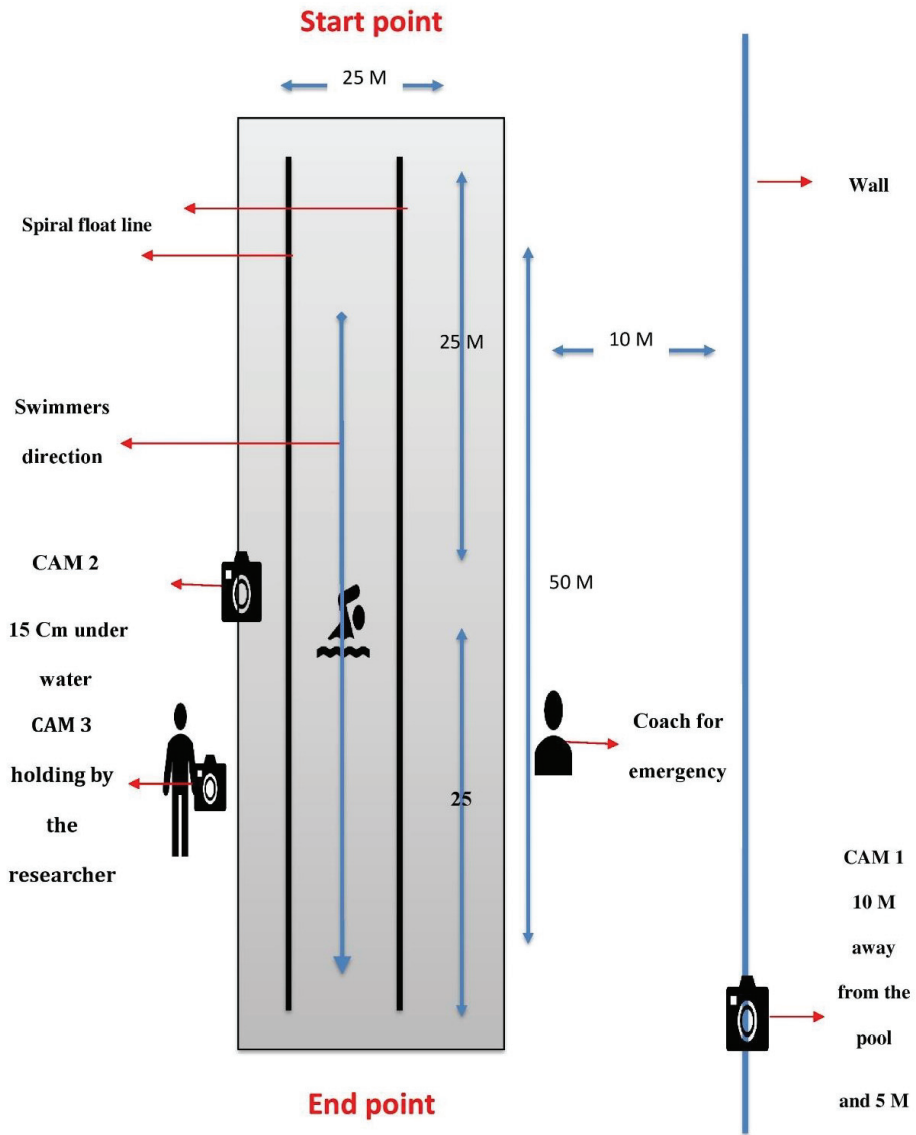 Start point
25 M
Wall
Spiral float line
25 M
10 M
Swimmers
direction
CAM 2
50 M
15 Cm under
water
CAM 3
holding by
the
researcher
Coach for
emergency
25
CAM 1
10 M
away
from the
pool
and 5 M
End point